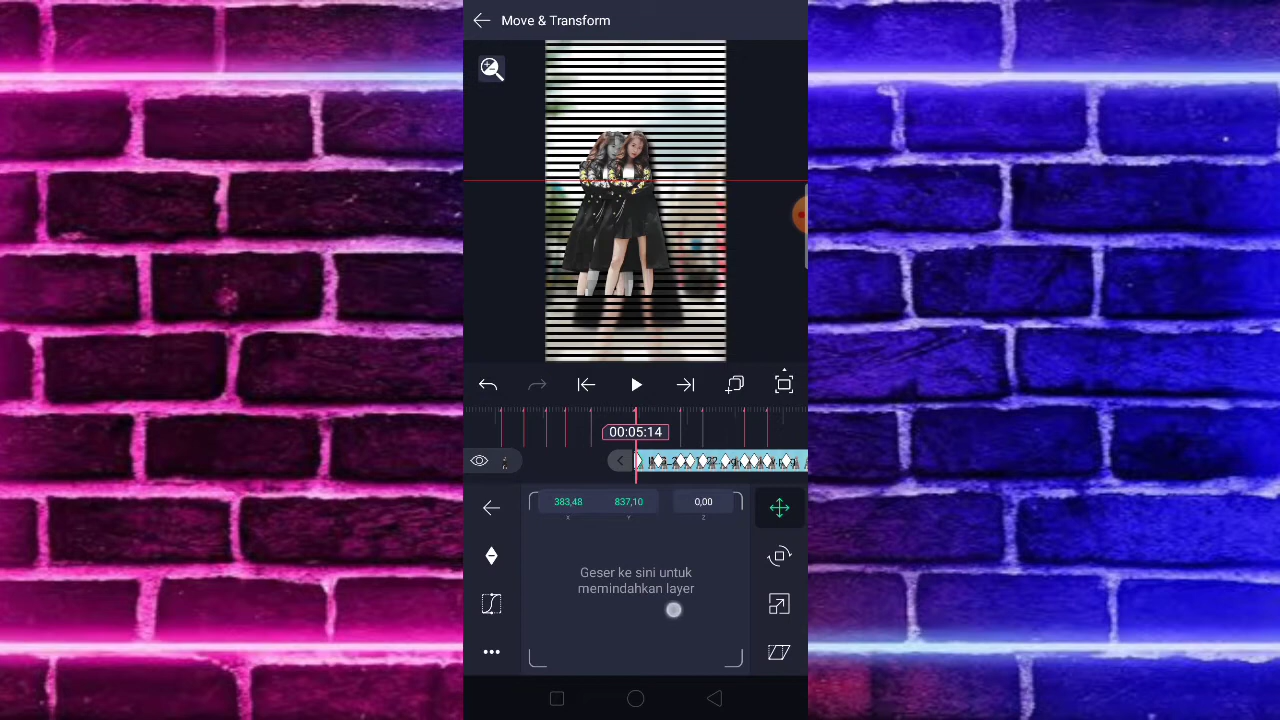 Move & Transform
00:05:14
383,48
837,10
0,00
X
Y
Z
Geser ke sini untuk
memindahkan layer